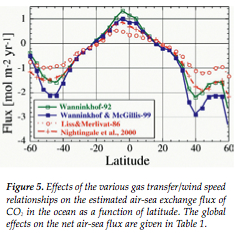 Flux [mol m-2 yr-1]
1
0
-1
-2
-3
-4
Wanninkhof-92
Wanninkhof & McGillis-99
Liss&Merlivat-86
Nightingale et al., 2000
-60 -40 -20 0 20 40 60
Latitude
Figure 5. Effects of the various gas transfer/wind speed
relationships on the estimated air-sea exchange flux of
CO2 in the ocean as a function of latitude. The global
effects on the net air-sea flux are given in Table 1.